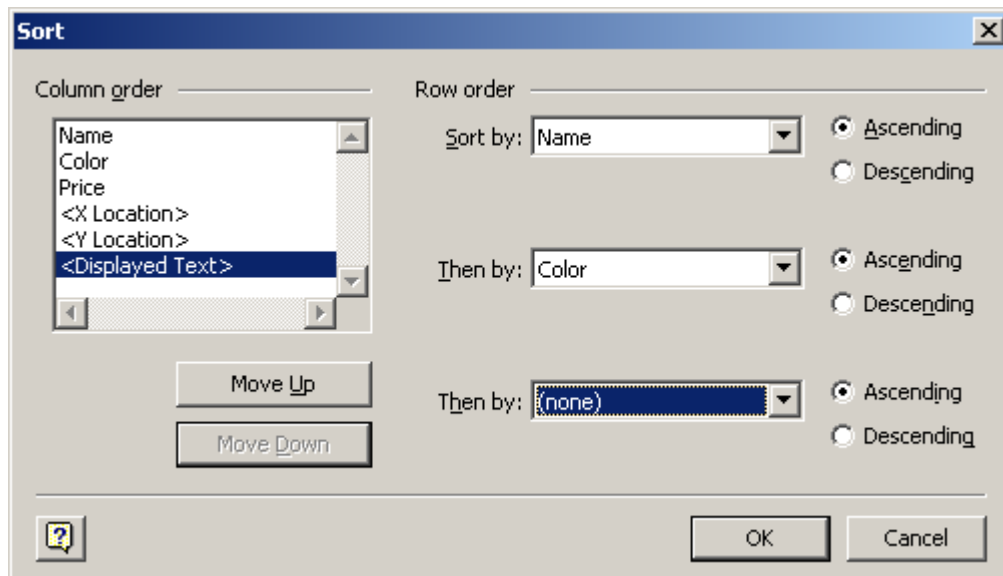 Sort
Column order
Name
Color
Price
<X Location>
<Y Location>
<Displayed Text>
Move Up
Move Down
Row order
Sort by: Name
Ascending
Descending
Then by: Color
Ascending
Descending
Then by: (none)
Ascending
Descending
?
OK
Cancel